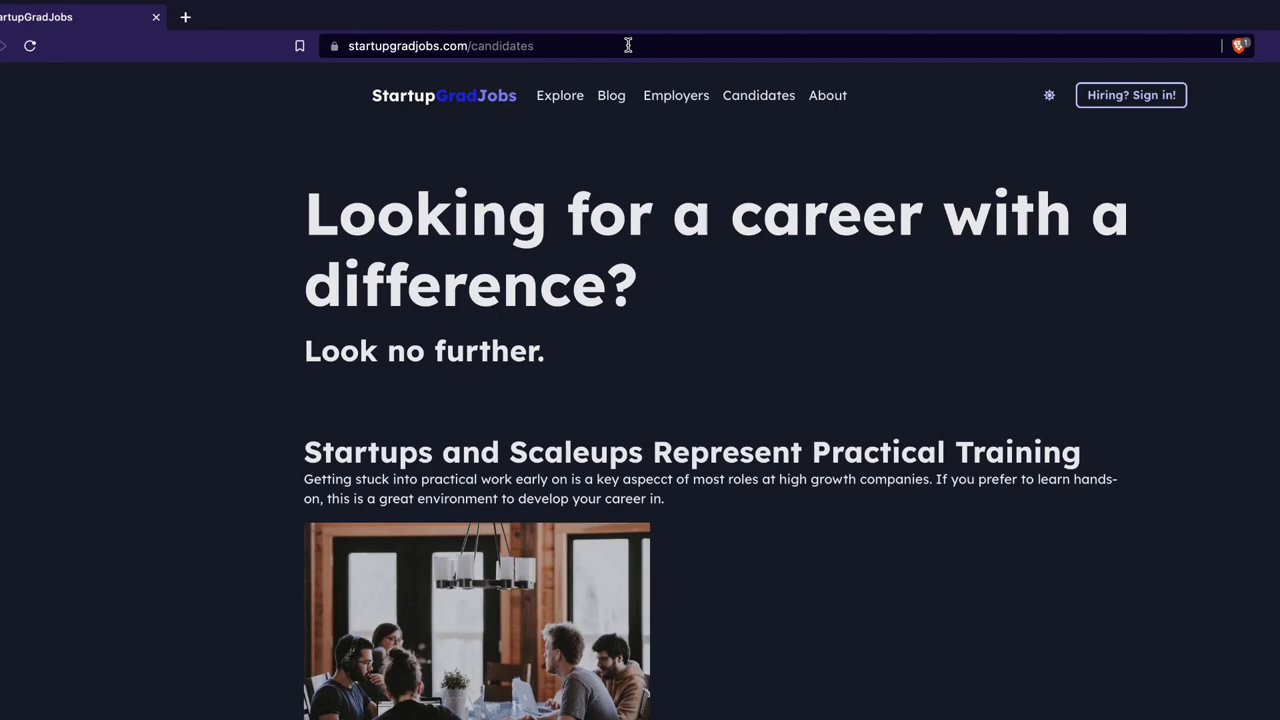 artupGradJobs
startupgradjobs.com/candidates
1
StartupGradJobs Explore Blog Employers Candidates About Hiring? Sign in!
Looking for a career with a
difference?
Look no further.
Startups and Scaleups Represent Practical Training
Getting stuck into practical work early on is a key aspecct of most roles at high growth companies. If you prefer to learn hands-
on, this is a great environment to develop your career in.